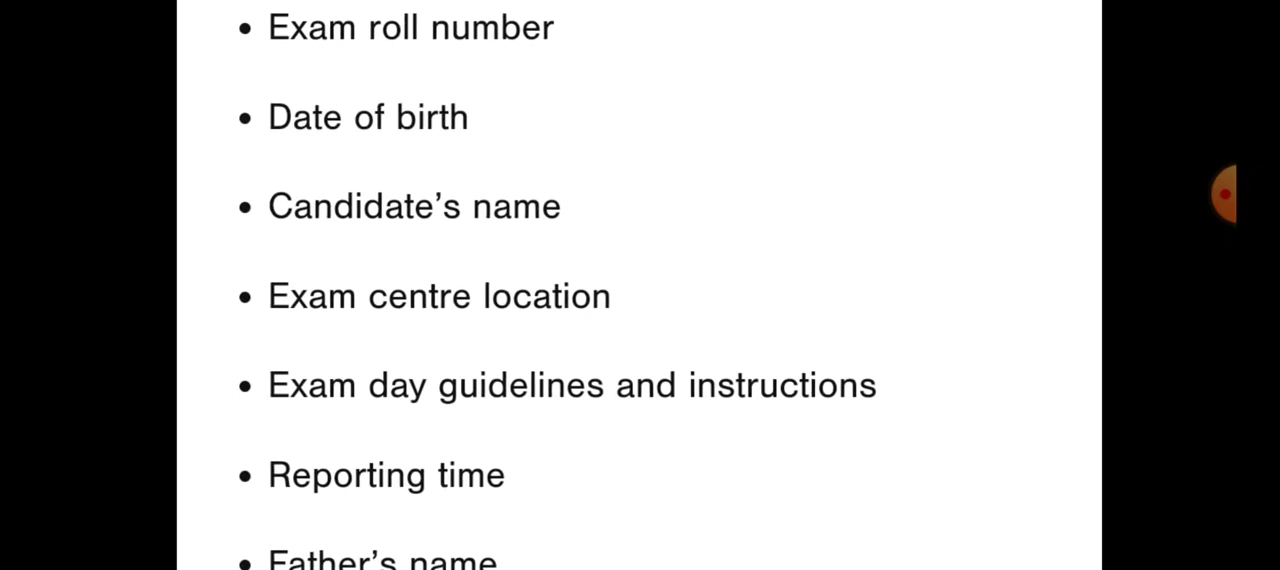 • Exam roll number
• Date of birth
• Candidate’s name
• Exam centre location
• Exam day guidelines and instructions
• Reporting time
• Father’s name